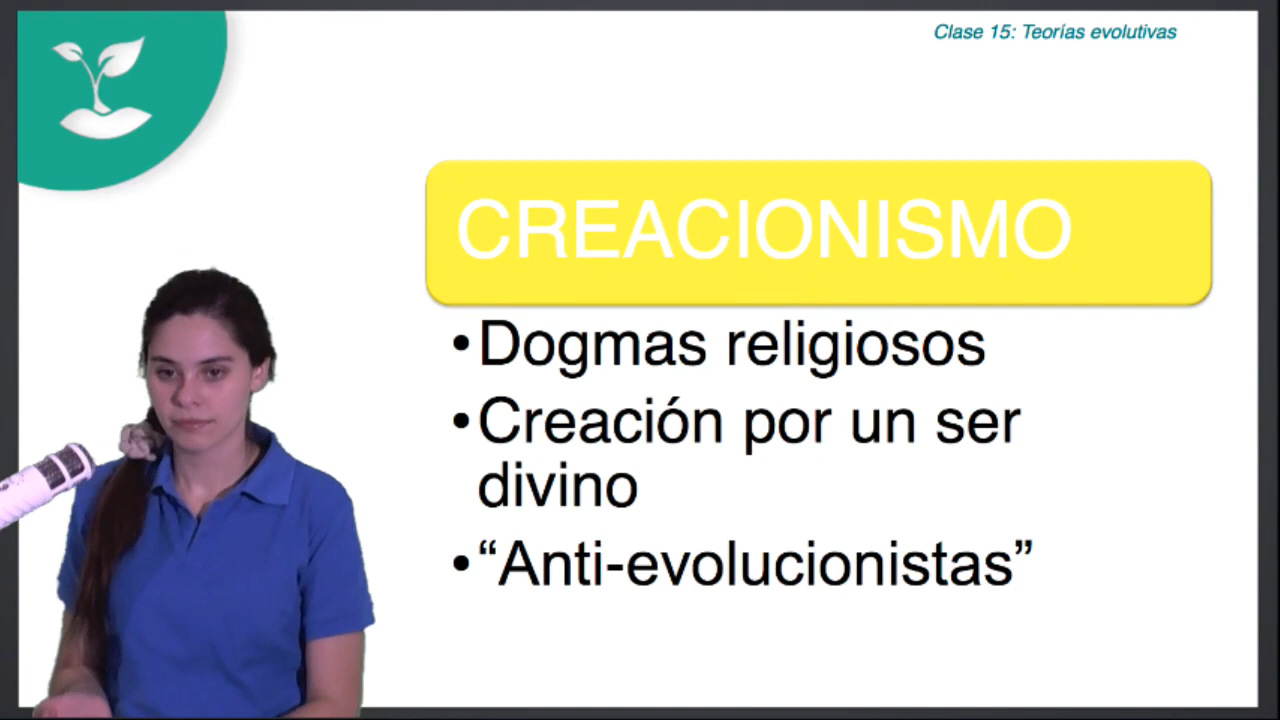 Clase 15: Teorías evolutivas
CREACIONISMO
•Dogmas religiosos
•Creación por un ser
divino
•“Anti-evolucionistas”